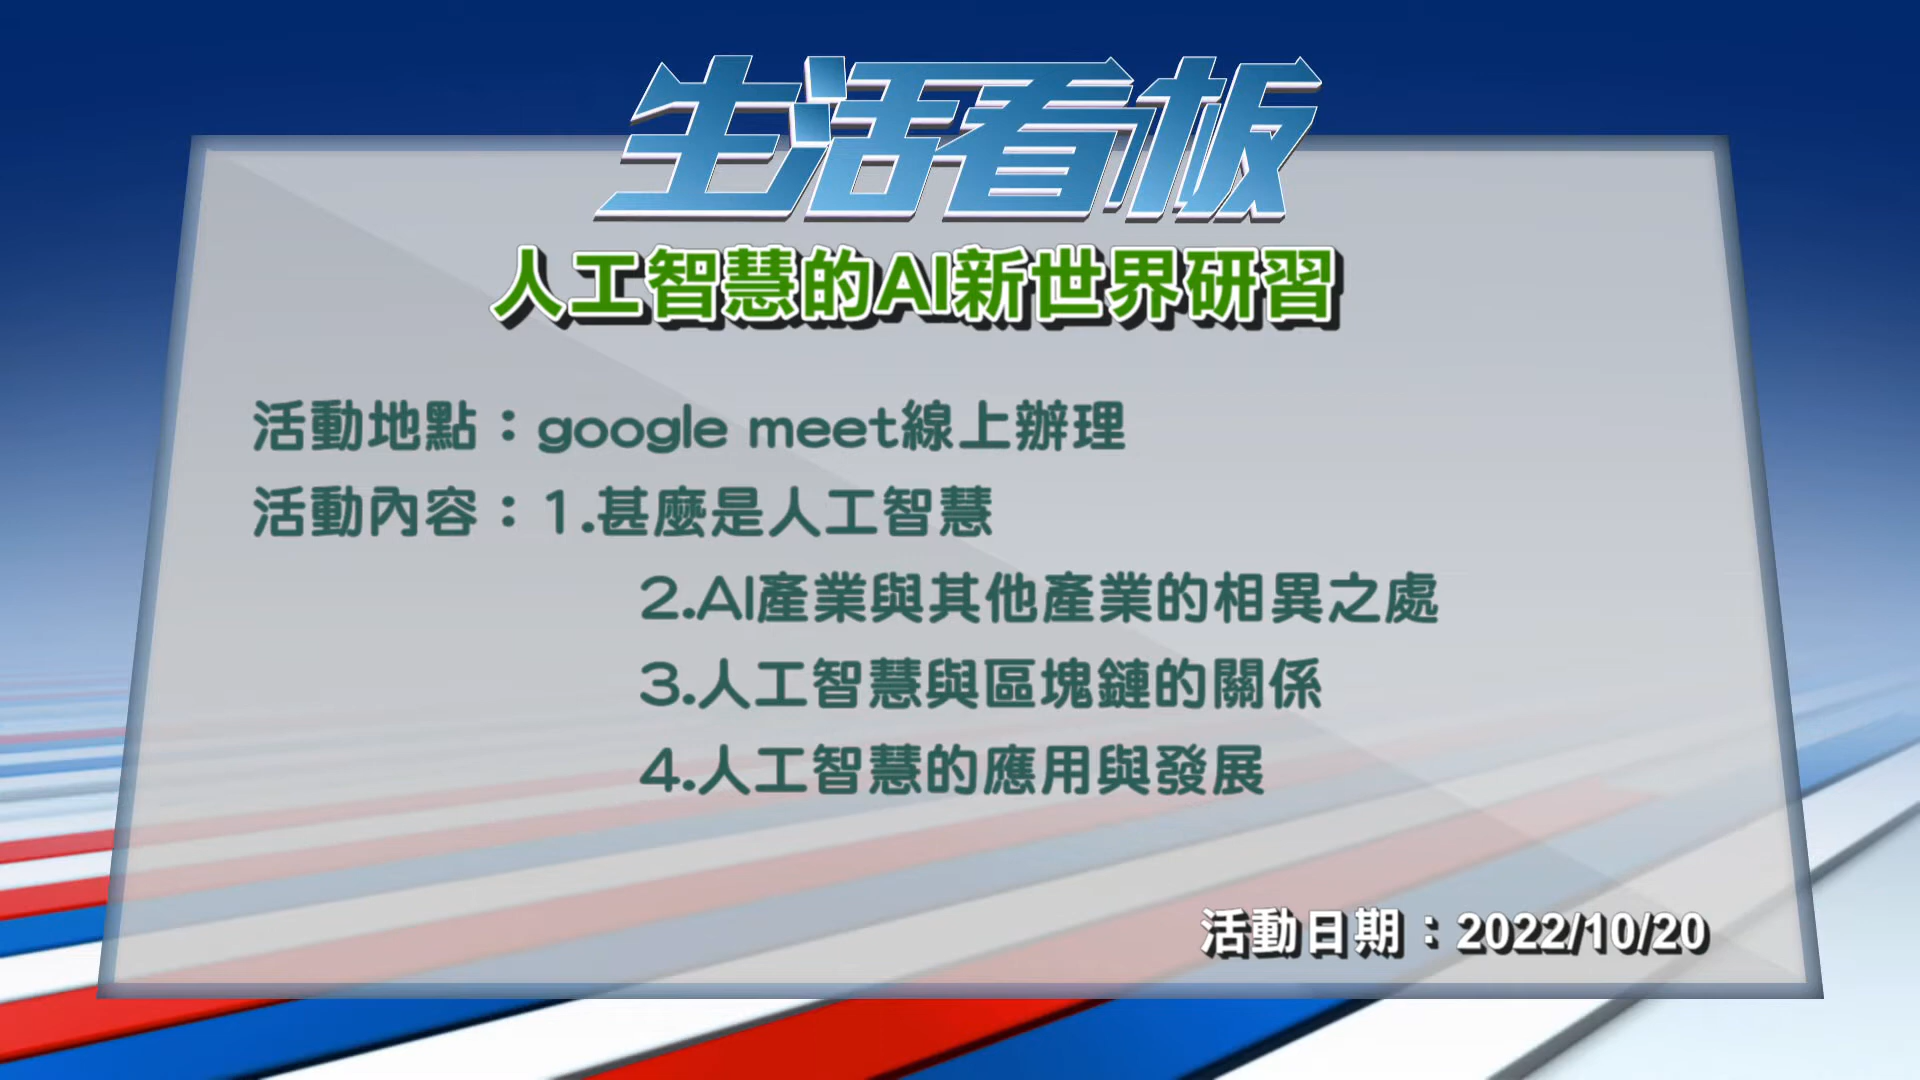 生活看板
人工智慧的AI新世界研習
活動地點：google meet線上辦理
活動內容：1.甚麼是人工智慧
2.AI產業與其他產業的相異之處
3.人工智慧與區塊鏈的關係
4.人工智慧的應用與發展
活動日期：2022/10/20